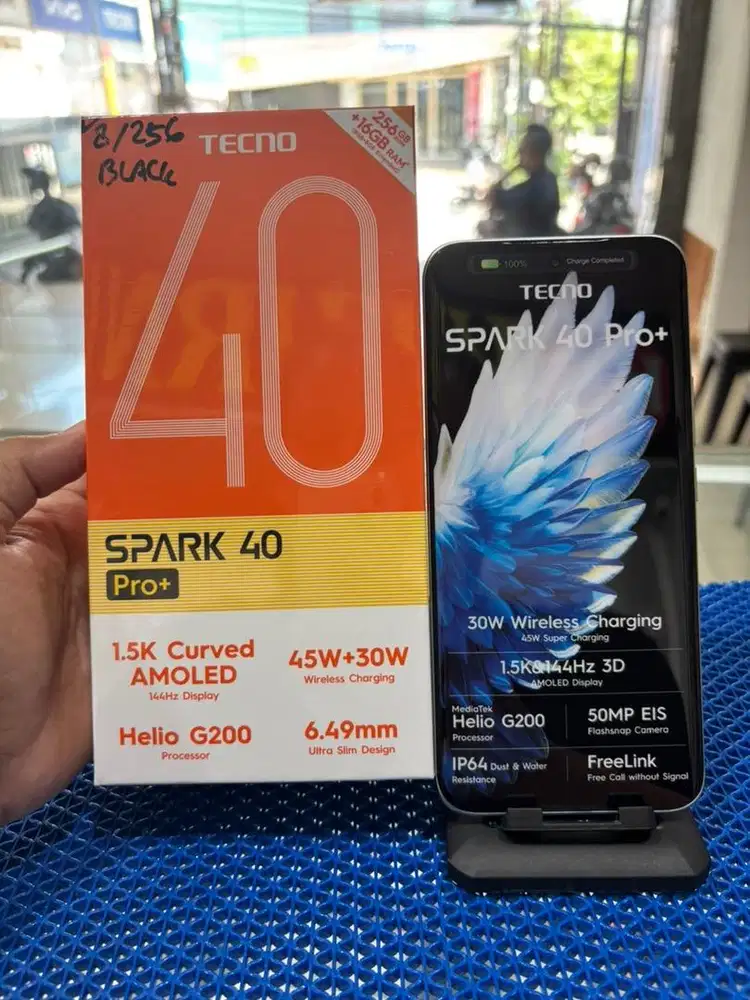 vivo
8/256
BLACK
TECNO
256GB
+16GB RAM*
40
SPARK 40
Pro+
1.5K Curved
AMOLED
144Hz Display
45W+30W
Wireless Charging
Helio G200
Processor
6.49mm
Ultra Slim Design
100%
Charge Completed
TECNO
SPARK 40 Pro+
30W Wireless Charging
45W Super Charging
1.5K&144Hz 3D
AMOLED Display
MediaTek
Helio G200
Processor
50MP EIS
Flashsnap Camera
IP64 Dust & Water
Resistance
FreeLink
Free Call without Signal